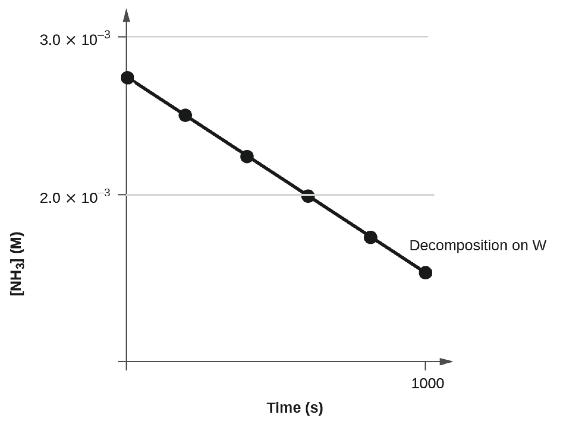 3.0 × 10⁻³
2.0 × 10⁻³
[NH₃] (M)
Decomposition on W
1000
Time (s)